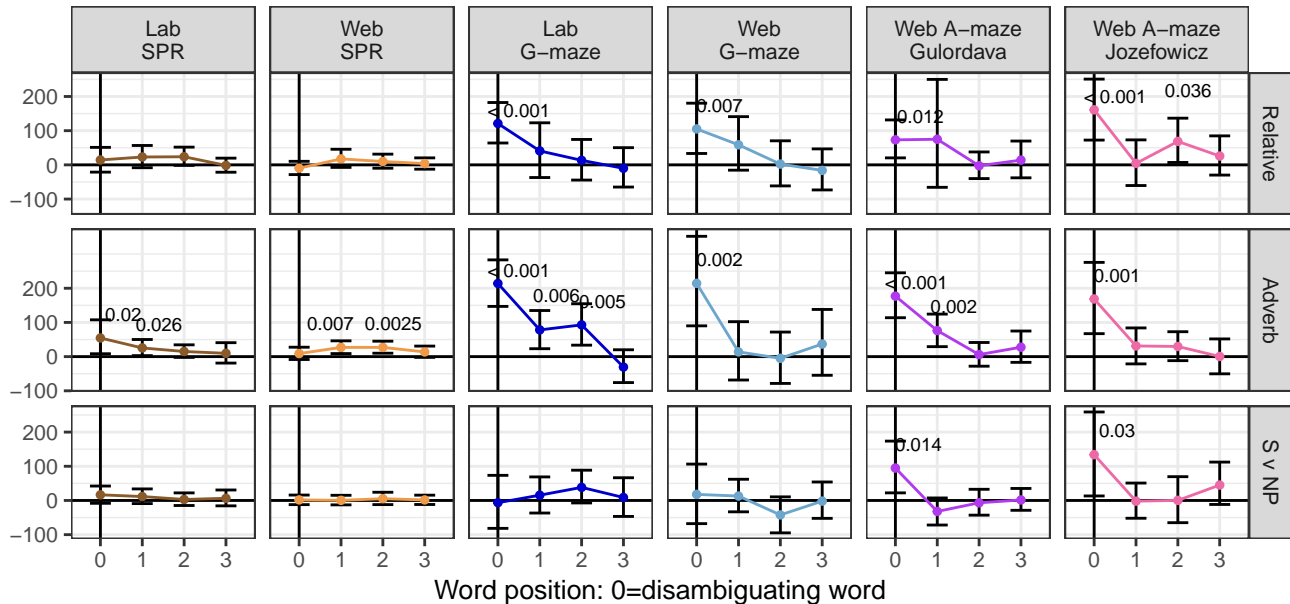 Lab
SPR
Web
SPR
Lab
G−maze
Web
G−maze
Web A−maze
Gulordava
Web A−maze
Jozefowicz
200
100
0
−100
< 0.001
0.007
0.012
< 0.001
0.036
Relative
200
100
0
−100
0.02
0.026
0.007
0.0025
< 0.001
0.006
0.005
0.002
< 0.001
0.002
0.001
Adverb
200
100
0
−100
0.014
0.03
S v NP
0 1 2 3 0 1 2 3 0 1 2 3 0 1 2 3 0 1 2 3 0 1 2 3
Word position: 0=disambiguating word